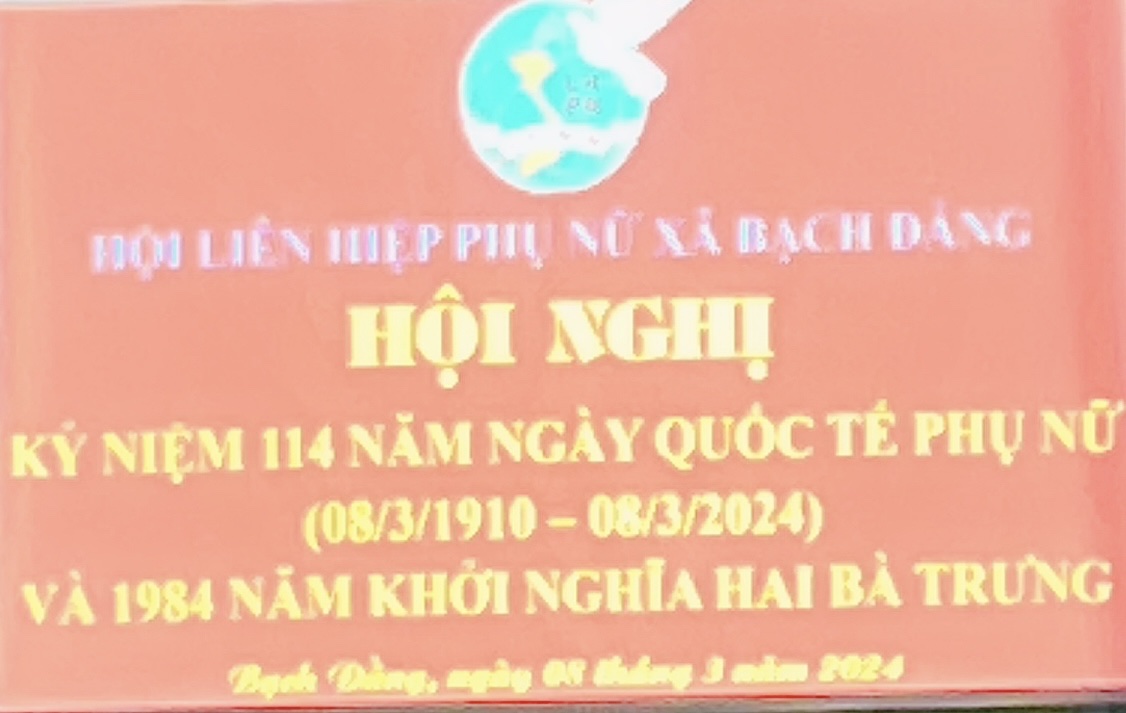 HỘI LIÊN HIỆP PHỤ NỮ XÃ BẠCH ĐẰNG
HỘI NGHỊ
KỶ NIỆM 114 NĂM NGÀY QUỐC TẾ PHỤ NỮ
(08/3/1910 – 08/3/2024)
VÀ 1984 NĂM KHỞI NGHĨA HAI BÀ TRƯNG
Bạch Đằng, ngày 08 tháng 3 năm 2024